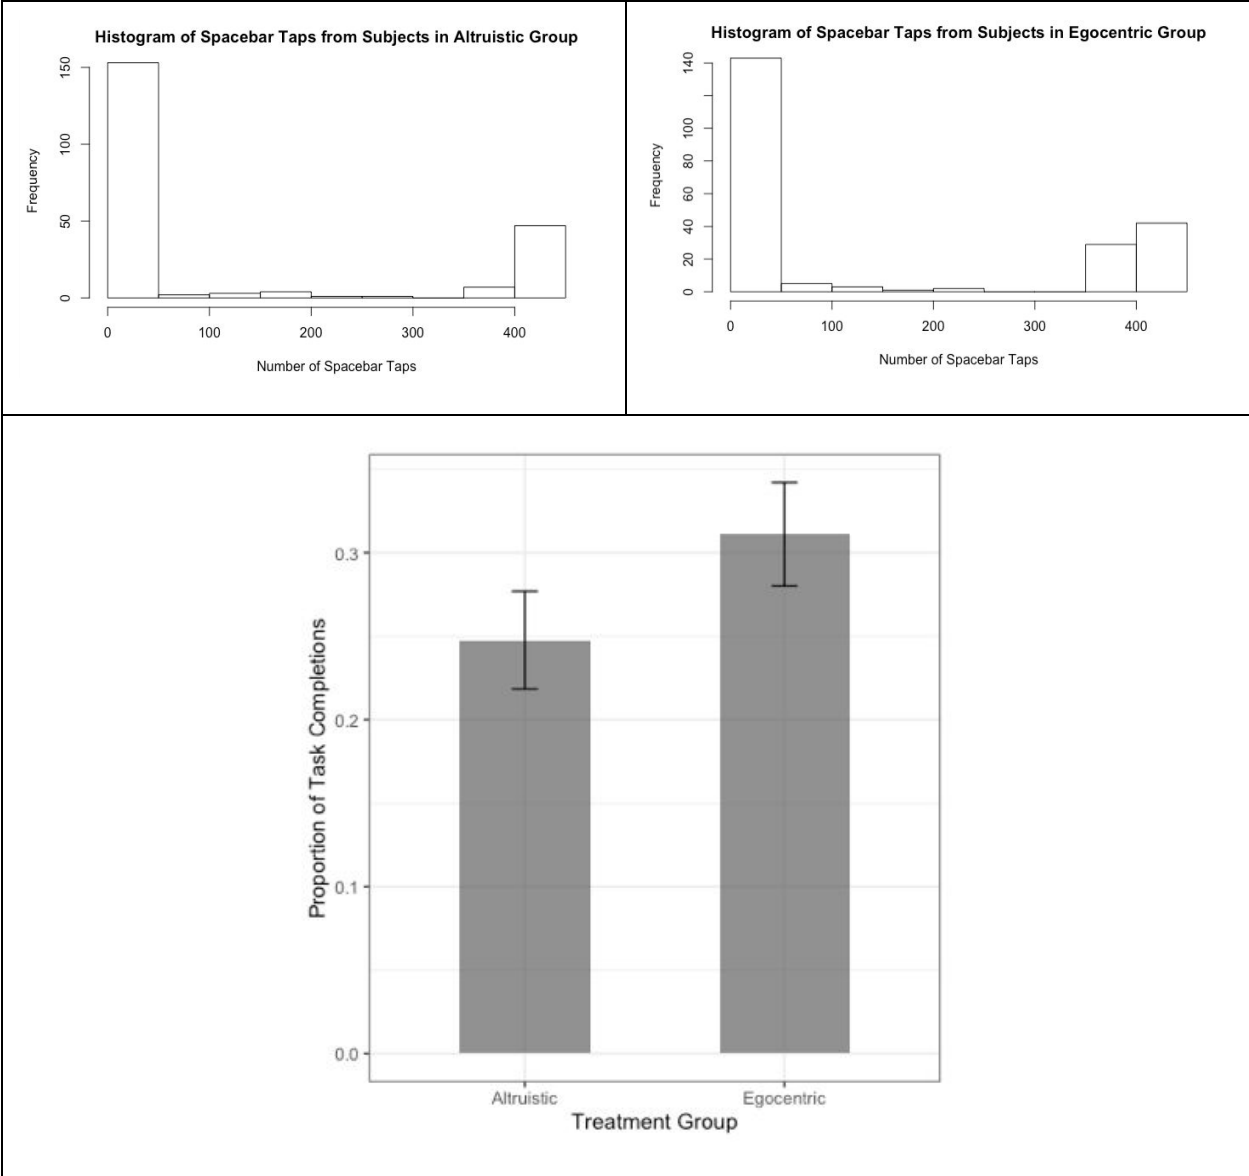 Histogram of Spacebar Taps from Subjects in Altruistic Group
Frequency
150
100
50
0
0 100 200 300 400
Number of Spacebar Taps
Histogram of Spacebar Taps from Subjects in Egocentric Group
Frequency
140
100
80
60
40
20
0
0 100 200 300 400
Number of Spacebar Taps
Proportion of Task Completions
0.3
0.2
0.1
0.0
Altruistic Egocentric
Treatment Group